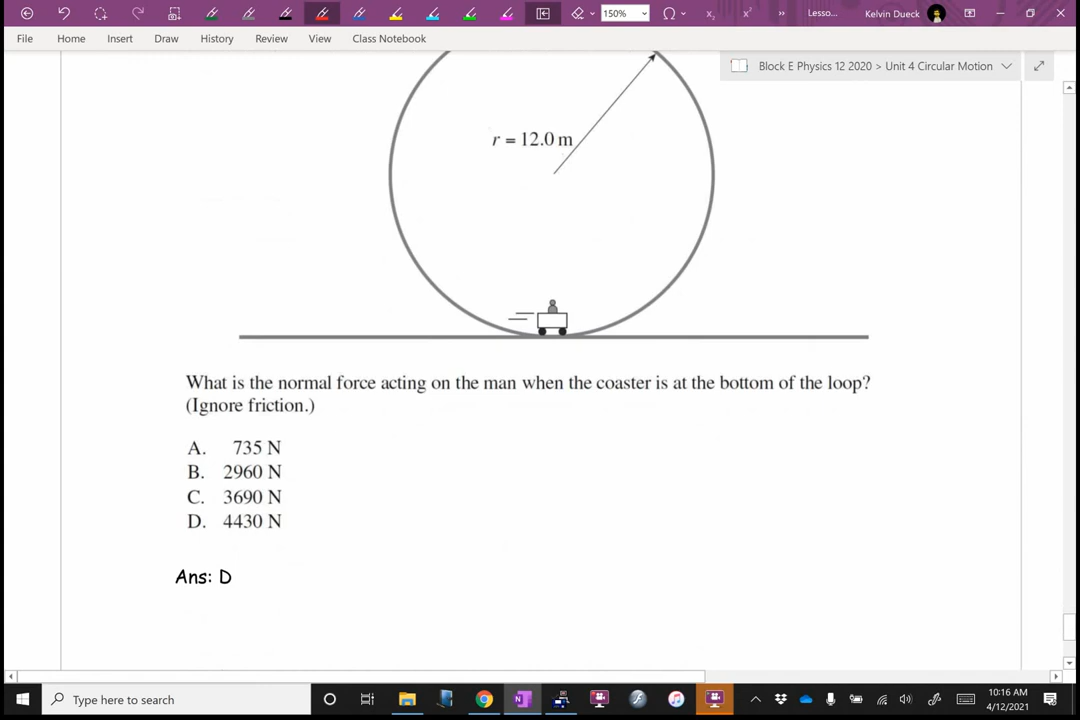 150%
Lesso...
Kelvin Dueck
File Home Insert Draw History Review View Class Notebook
Block E Physics 12 2020 > Unit 4 Circular Motion
r = 12.0 m
What is the normal force acting on the man when the coaster is at the bottom of the loop?
(Ignore friction.)
A. 735 N
B. 2960 N
C. 3690 N
D. 4430 N
Ans: D
Type here to search
10:16 AM
4/12/2021